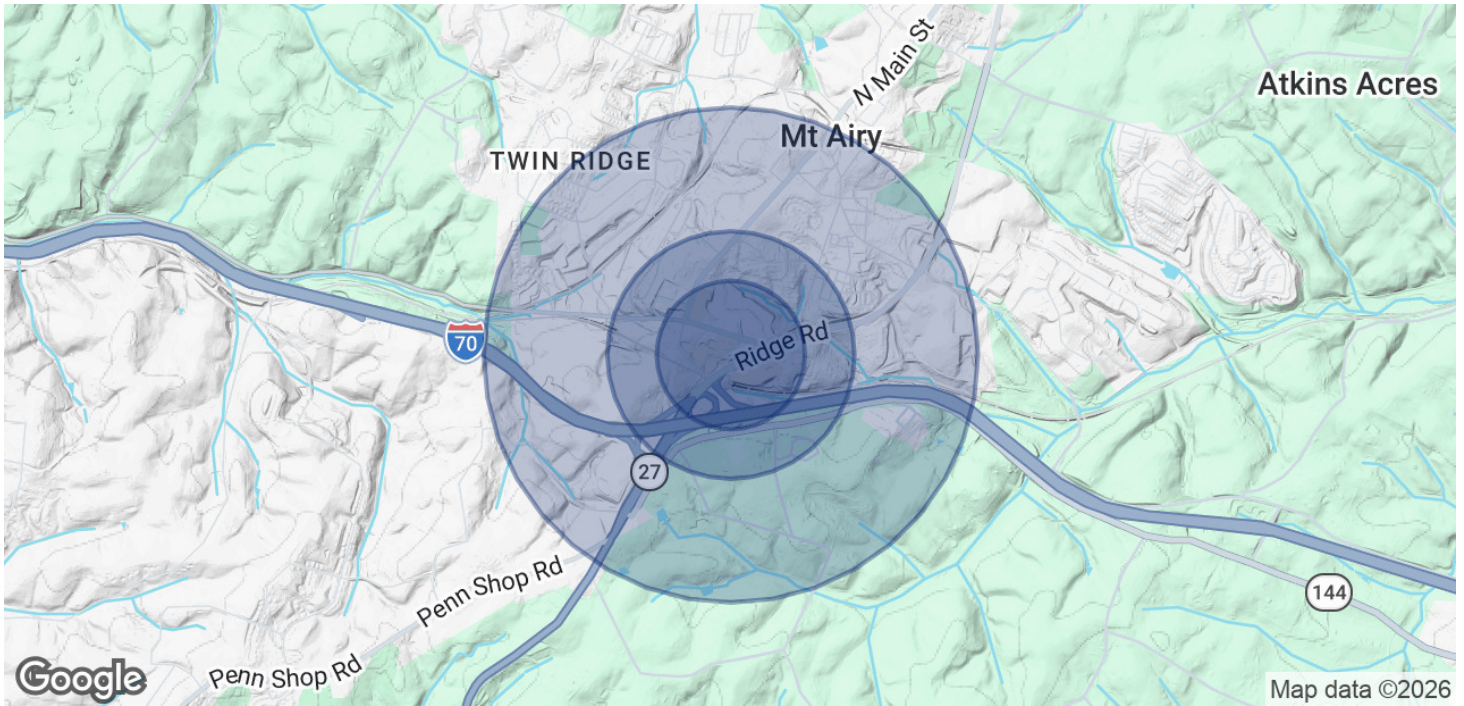 N Main St
Atkins Acres
Mt Airy
TWIN RIDGE
Ridge Rd
70
27
Penn Shop Rd
144
Penn Shop Rd
Google
Map data ©2026